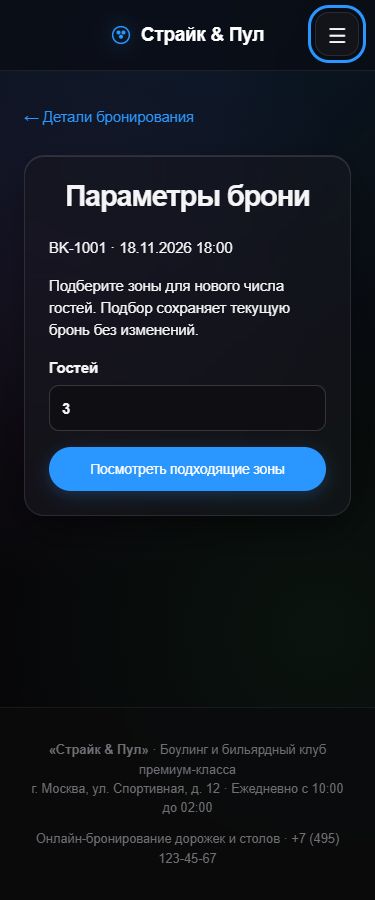 Страйк & Пул
← Детали бронирования
Параметры брони
BK-1001 · 18.11.2026 18:00
Подберите зоны для нового числа
гостей. Подбор сохраняет текущую
бронь без изменений.
Гостей
3
Посмотреть подходящие зоны
«Страйк & Пул» · Боулинг и бильярдный клуб
премиум-класса
г. Москва, ул. Спортивная, д. 12 · Ежедневно с 10:00
до 02:00
Онлайн-бронирование дорожек и столов · +7 (495)
123-45-67